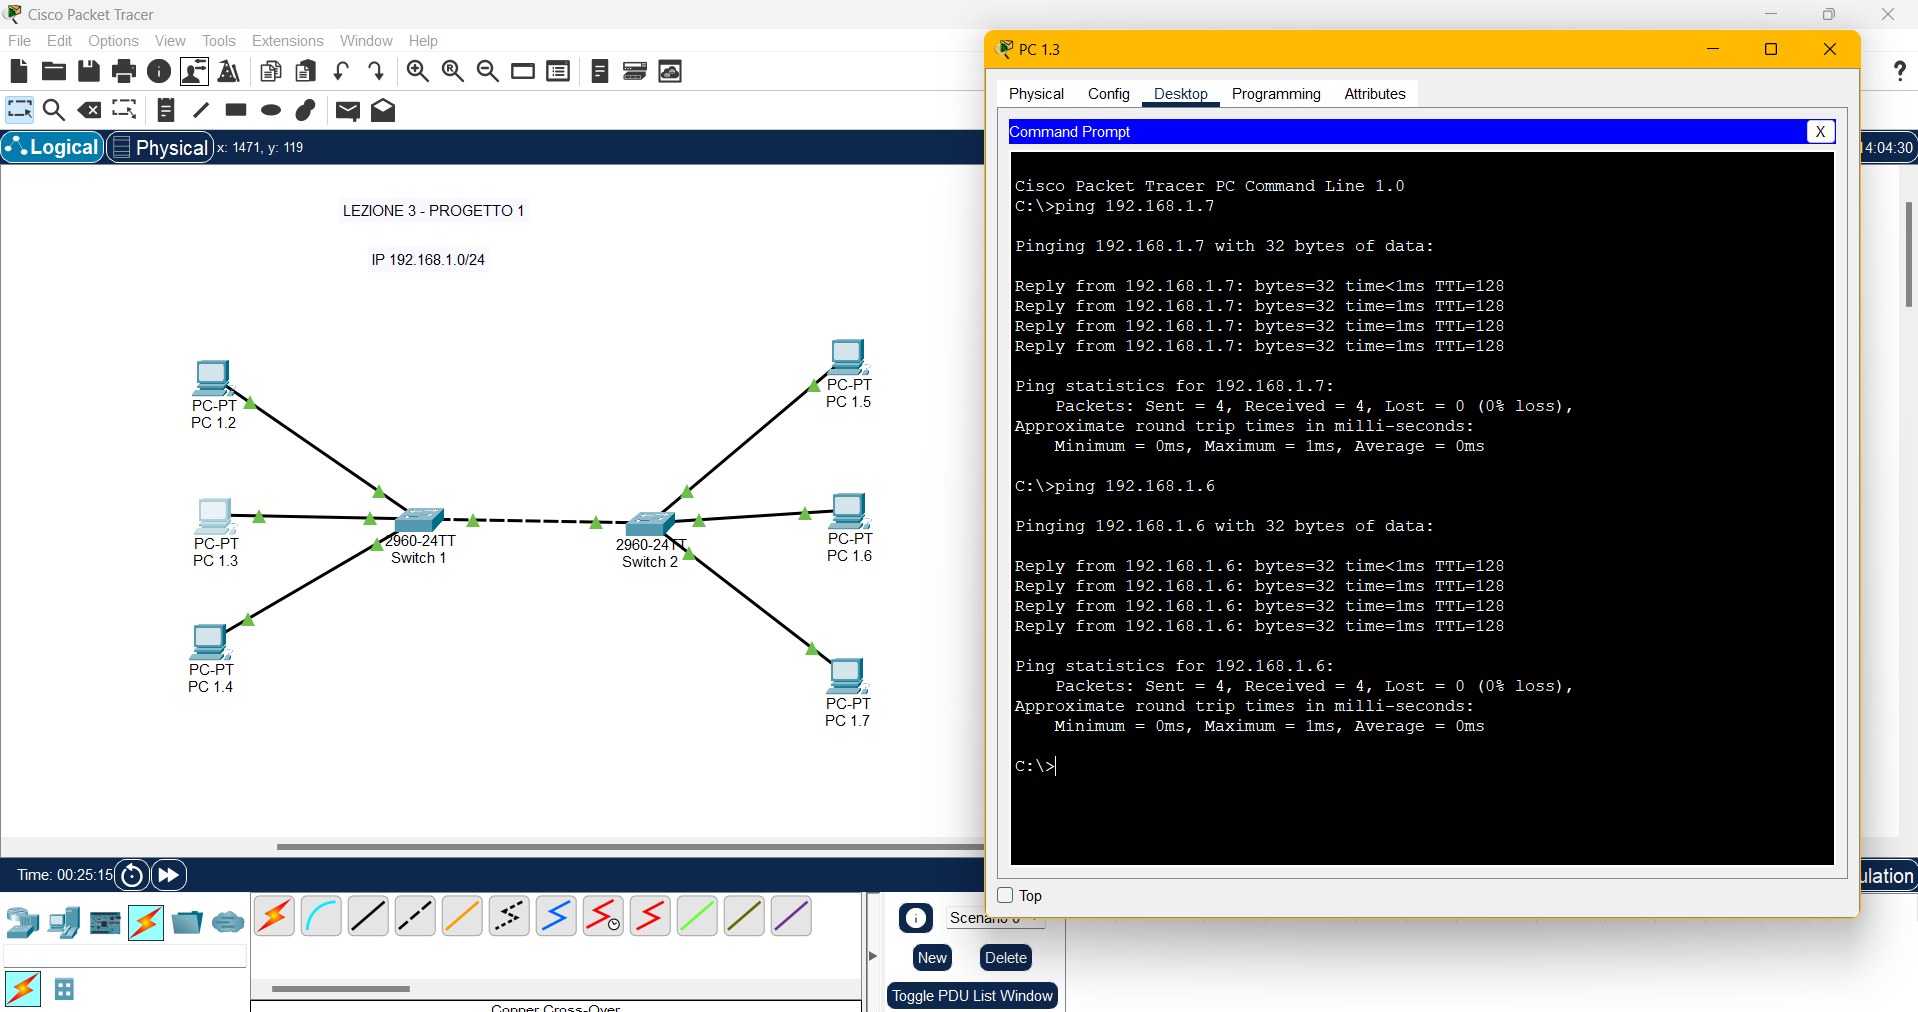 Cisco Packet Tracer
File Edit Options View Tools Extensions Window Help
?
Logical Physical x: 1471, y: 119
4:04:30
LEZIONE 3 - PROGETTO 1
IP 192.168.1.0/24
PC-PT
PC 1.2
PC-PT
PC 1.3
PC-PT
PC 1.4
2960-24TT
Switch 1
2960-24TT
Switch 2
PC-PT
PC 1.5
PC-PT
PC 1.6
PC-PT
PC 1.7
PC 1.3
Physical Config Desktop Programming Attributes
Command Prompt X
Cisco Packet Tracer PC Command Line 1.0
C:\>ping 192.168.1.7
Pinging 192.168.1.7 with 32 bytes of data:
Reply from 192.168.1.7: bytes=32 time<1ms TTL=128
Reply from 192.168.1.7: bytes=32 time=1ms TTL=128
Reply from 192.168.1.7: bytes=32 time=1ms TTL=128
Reply from 192.168.1.7: bytes=32 time=1ms TTL=128
Ping statistics for 192.168.1.7:
Packets: Sent = 4, Received = 4, Lost = 0 (0% loss),
Approximate round trip times in milli-seconds:
Minimum = 0ms, Maximum = 1ms, Average = 0ms
C:\>ping 192.168.1.6
Pinging 192.168.1.6 with 32 bytes of data:
Reply from 192.168.1.6: bytes=32 time<1ms TTL=128
Reply from 192.168.1.6: bytes=32 time=1ms TTL=128
Reply from 192.168.1.6: bytes=32 time=1ms TTL=128
Reply from 192.168.1.6: bytes=32 time=1ms TTL=128
Ping statistics for 192.168.1.6:
Packets: Sent = 4, Received = 4, Lost = 0 (0% loss),
Approximate round trip times in milli-seconds:
Minimum = 0ms, Maximum = 1ms, Average = 0ms
C:\>
Top
Time: 00:25:15
ulation
Scenario 0
New Delete
Toggle PDU List Window
Copper Cross-Over